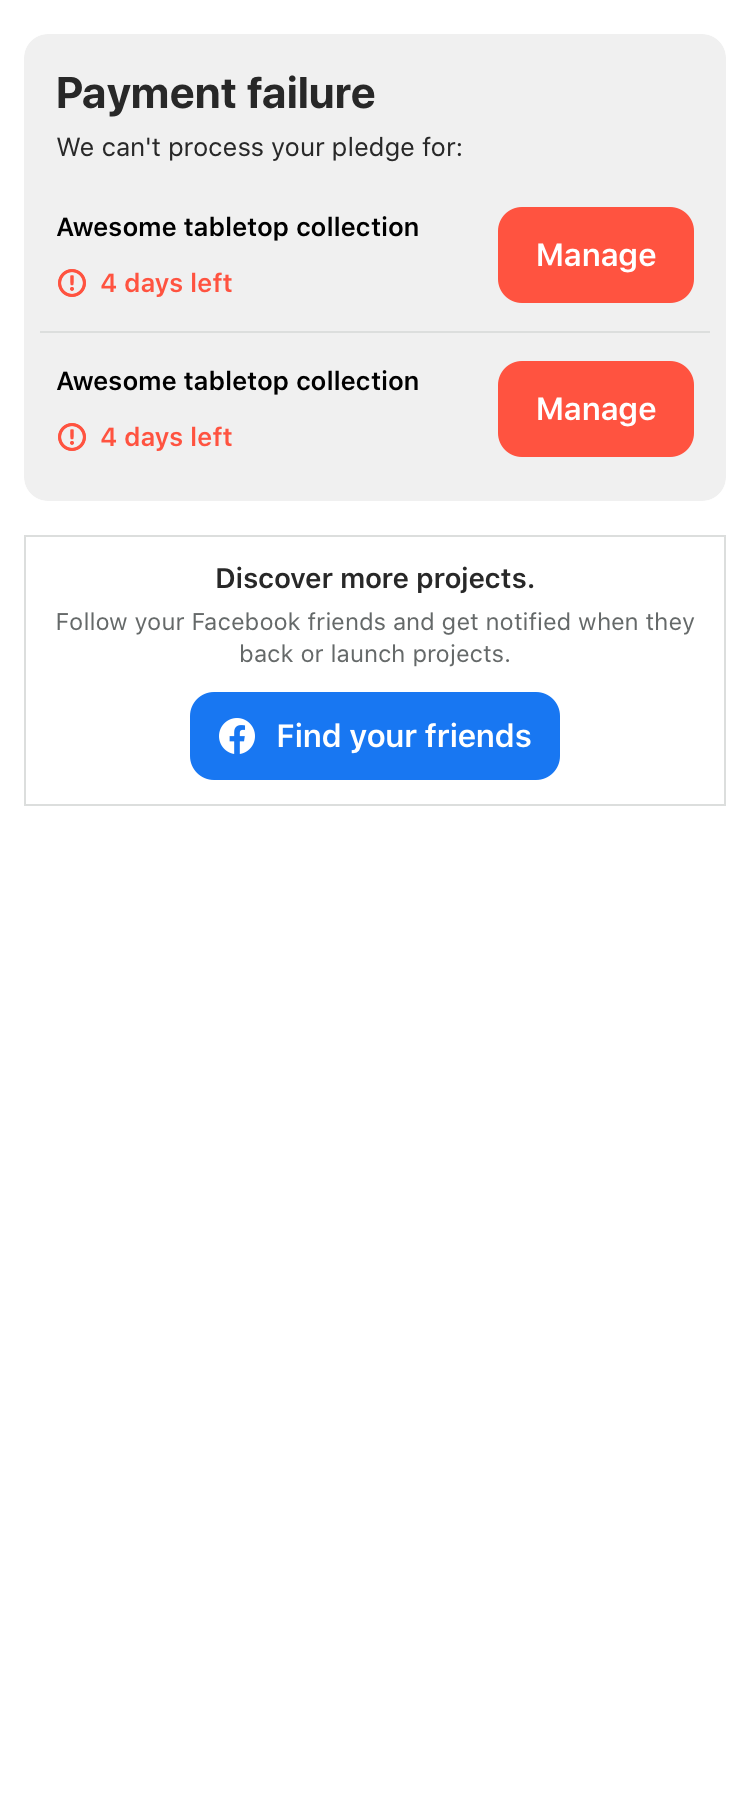 Payment failure
We can't process your pledge for:
Awesome tabletop collection
4 days left
Manage
Awesome tabletop collection
4 days left
Manage
Discover more projects.
Follow your Facebook friends and get notified when they
back or launch projects.
Find your friends